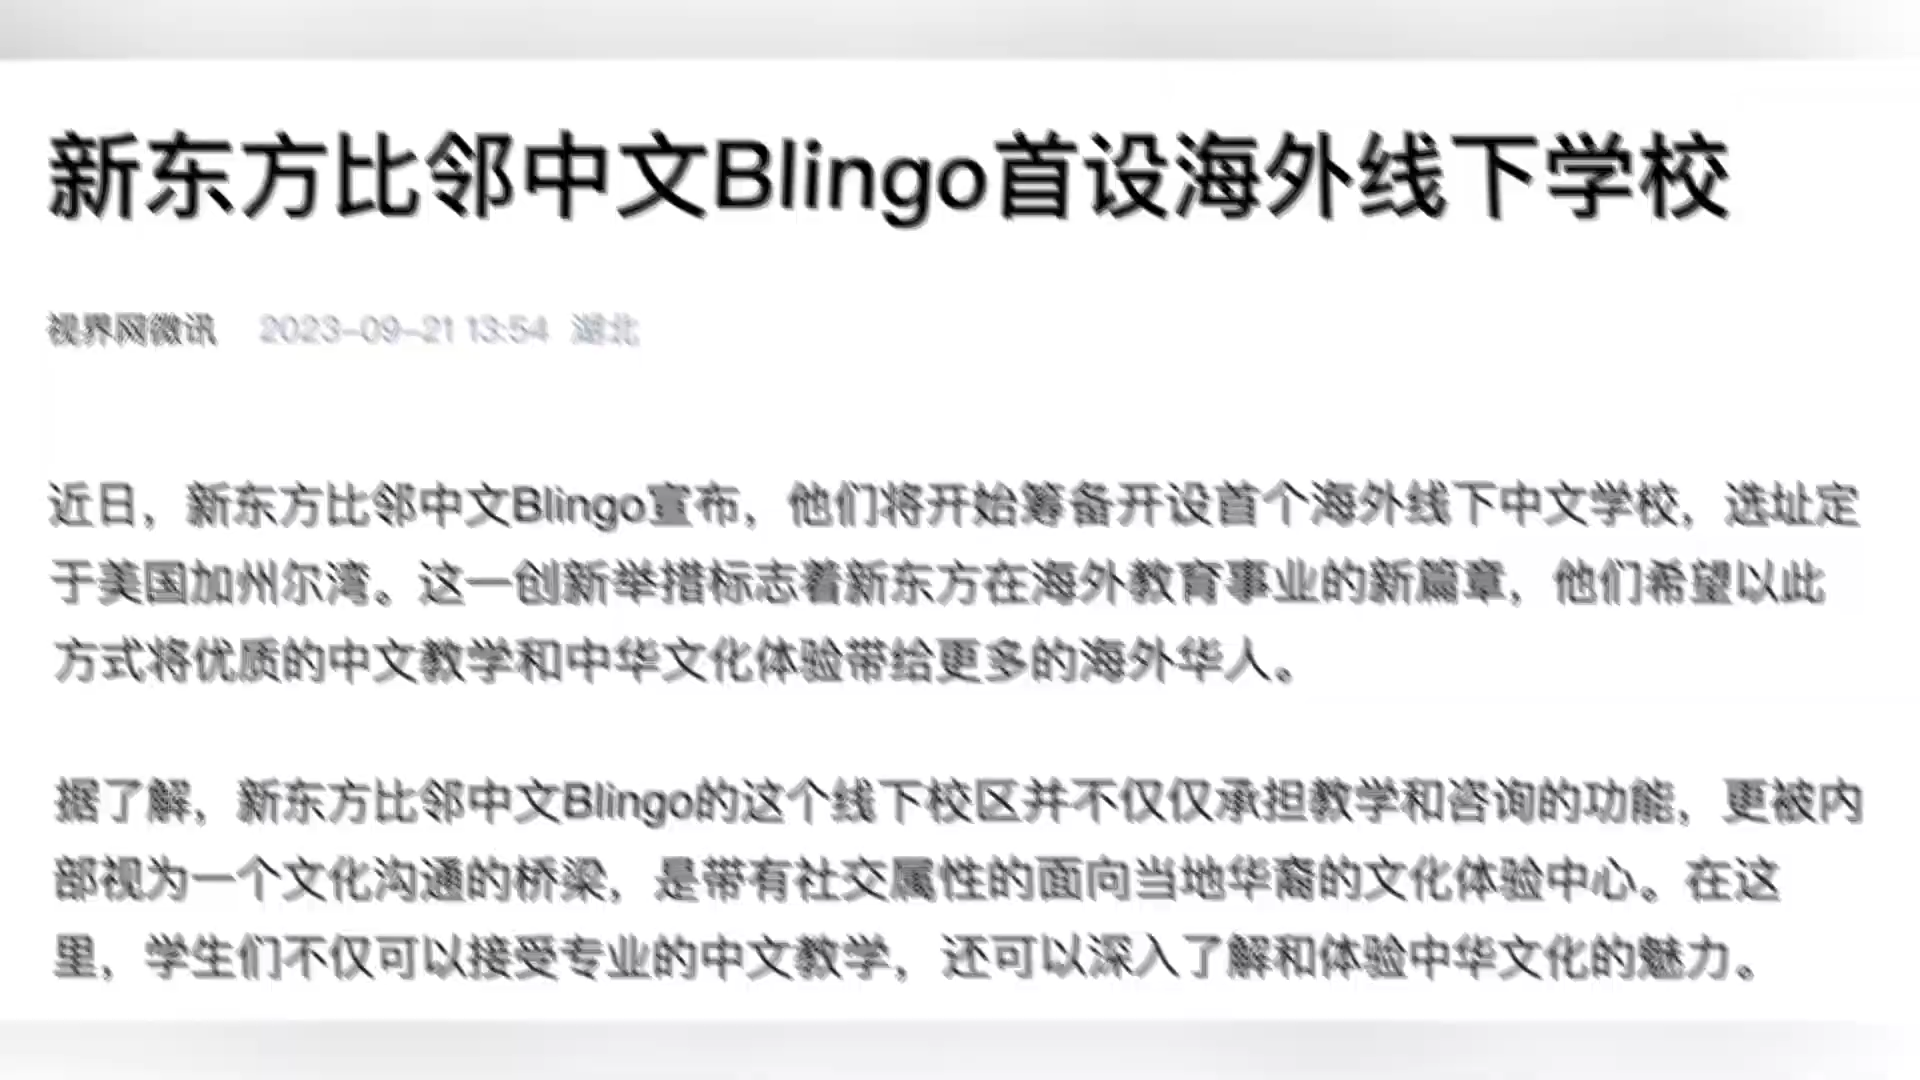 新东方比邻中文Blingo首设海外线下学校
视界网微讯 2023-09-21 13:54 湖北
近日，新东方比邻中文Blingo宣布，他们将开始筹备开设首个海外线下中文学校，选址定
于美国加州尔湾。这一创新举措标志着新东方在海外教育事业的新篇章，他们希望以此
方式将优质的中文教学和中华文化体验带给更多的海外华人。
据了解，新东方比邻中文Blingo的这个线下校区并不仅仅承担教学和咨询的功能，更被内
部视为一个文化沟通的桥梁，是带有社交属性的面向当地华裔的文化体验中心。在这
里，学生们不仅可以接受专业的中文教学，还可以深入了解和体验中华文化的魅力。